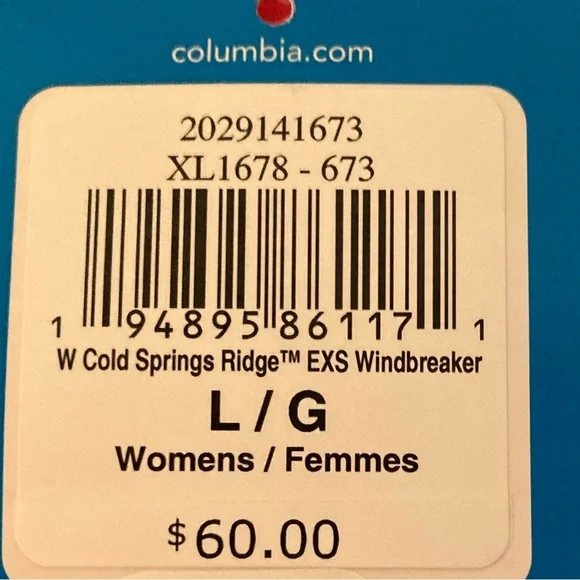 columbia.com
2029141673
XL1678 - 673
1 94895 86117 1
W Cold Springs Ridge™ EXS Windbreaker
L / G
Womens / Femmes
$60.00